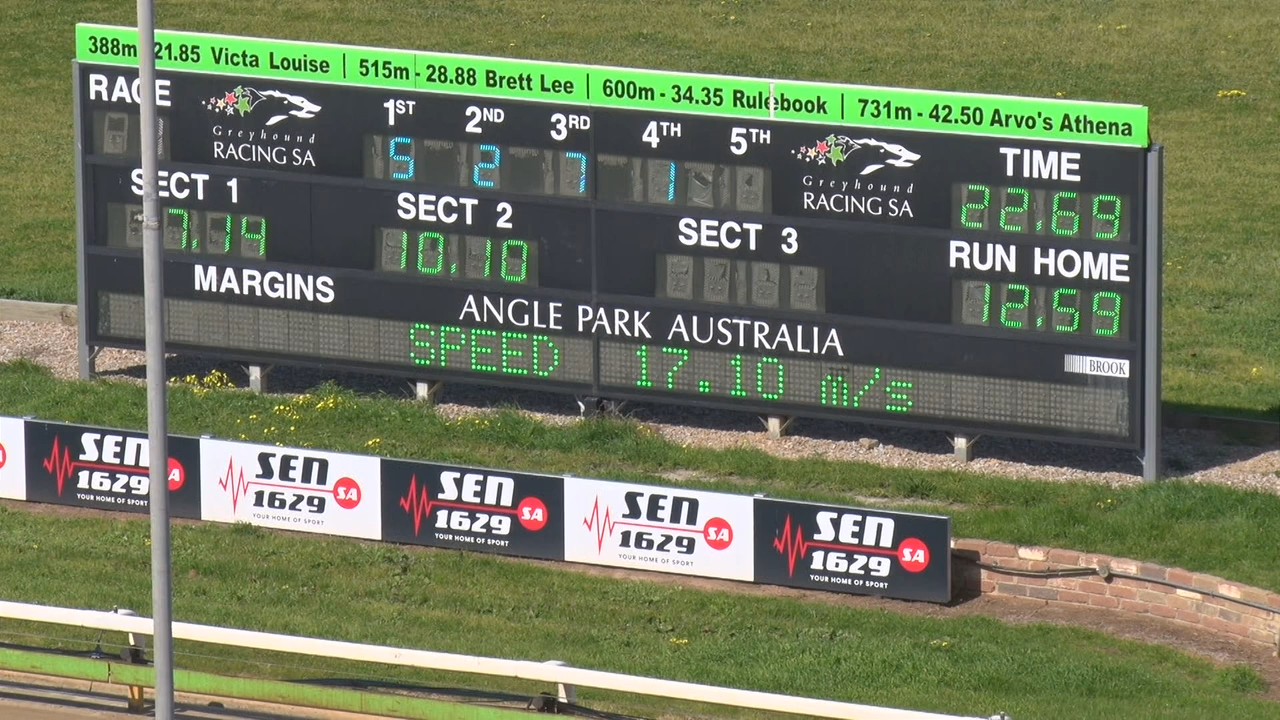 388m 21.85 Victa Louise | 515m - 28.88 Brett Lee | 600m - 34.35 Rulebook | 731m - 42.50 Arvo's Athena
RACE
Greyhound
RACING SA
1ST 2ND 3RD 4TH 5TH
5 2 7 1
Greyhound
RACING SA
TIME
22.69
SECT 1
7.14
SECT 2
10.10
SECT 3
RUN HOME
12.59
MARGINS
ANGLE PARK AUSTRALIA
BROOK
SPEED 17.10 m/s
SEN
1629 SA
YOUR HOME OF SPORT
SEN
1629 SA
YOUR HOME OF SPORT
SEN
1629 SA
YOUR HOME OF SPORT
SEN
1629 SA
YOUR HOME OF SPORT
SEN
1629 SA
YOUR HOME OF SPORT